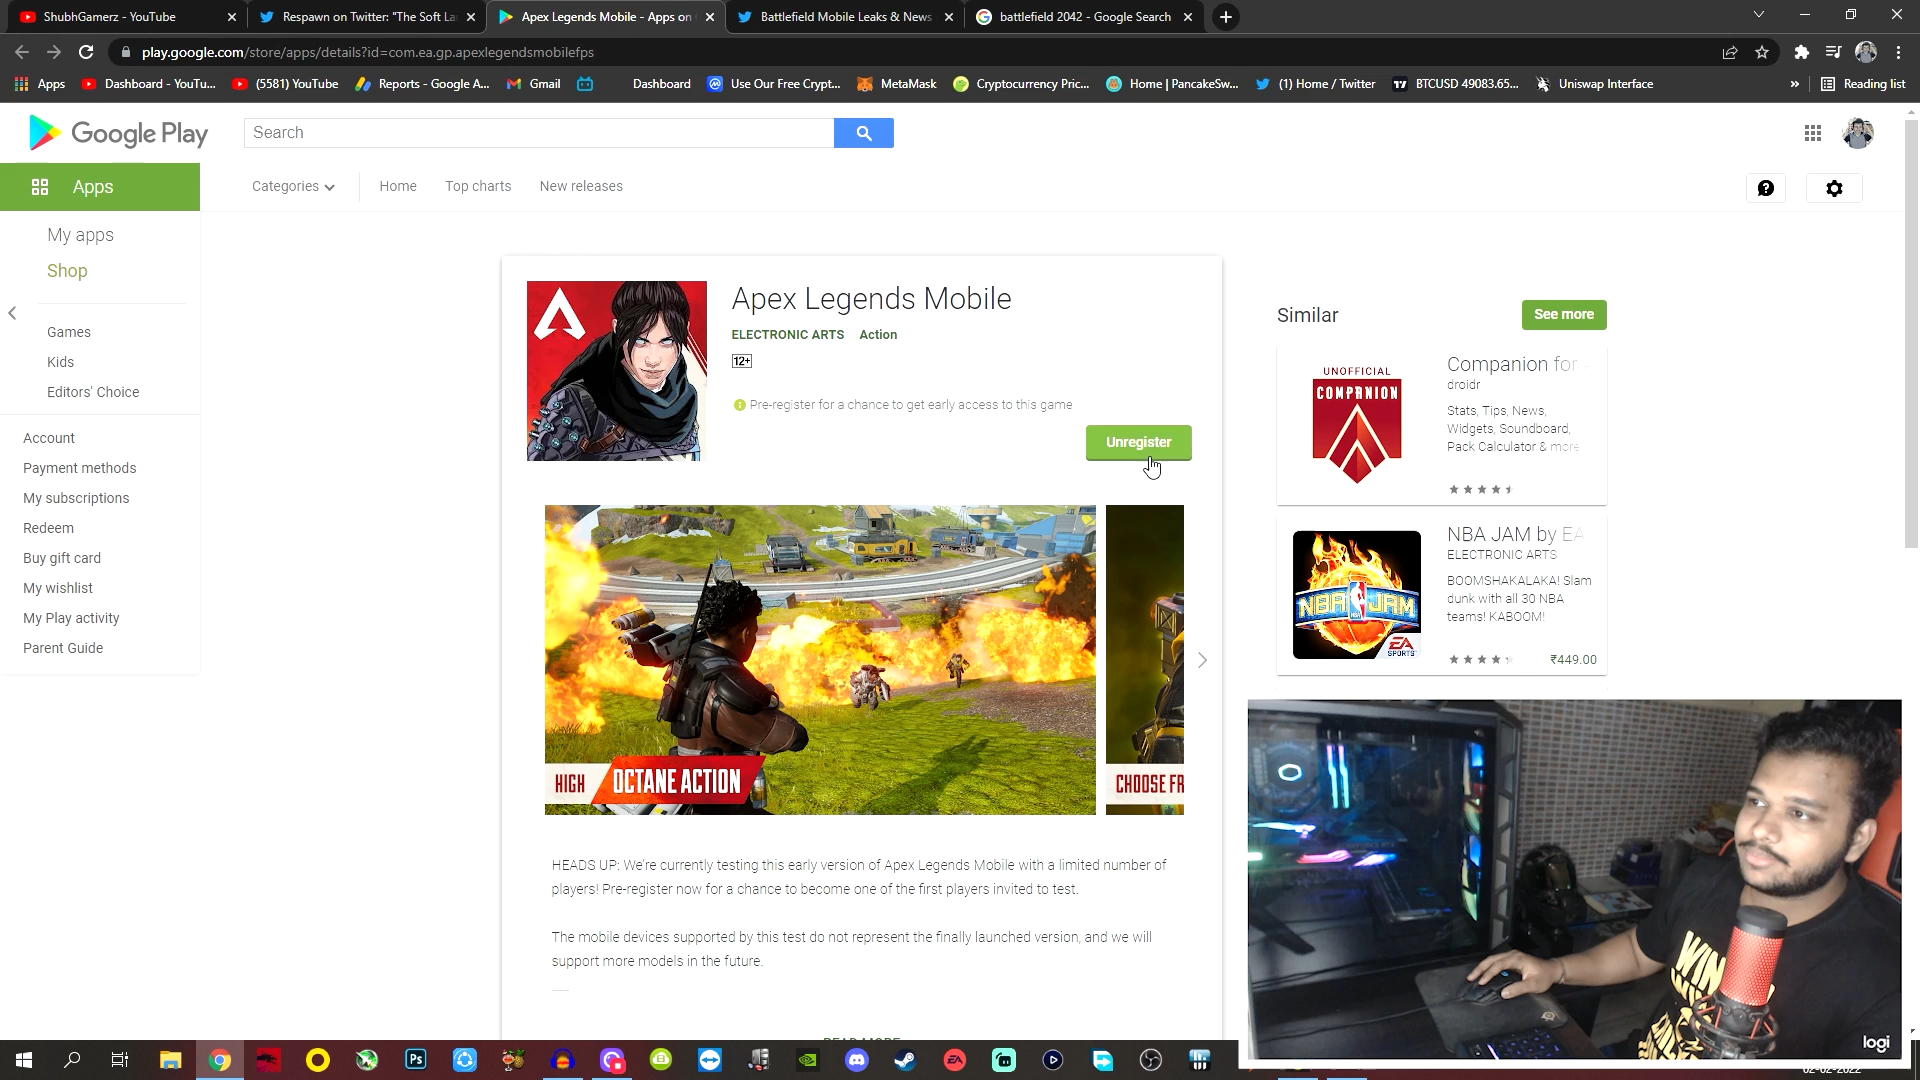 ShubhGamerz - YouTube
Respawn on Twitter: "The Soft La
Apex Legends Mobile - Apps on
Battlefield Mobile Leaks & News
battlefield 2042 - Google Search
play.google.com/store/apps/details?id=com.ea.gp.apexlegendsmobilefps
Apps
Dashboard - YouTu...
(5581) YouTube
Reports - Google A...
Gmail
Dashboard
Use Our Free Crypt...
MetaMask
Cryptocurrency Pric...
Home | PancakeSw...
(1) Home / Twitter
BTCUSD 49083.65...
Uniswap Interface
»
Reading list
Google Play
Search
Apps
Categories
Home
Top charts
New releases
My apps
Shop
Games
Kids
Editors' Choice
Account
Payment methods
My subscriptions
Redeem
Buy gift card
My wishlist
My Play activity
Parent Guide
Apex Legends Mobile
ELECTRONIC ARTS Action
12+
Pre-register for a chance to get early access to this game
Unregister
HIGH OCTANE ACTION
CHOOSE FR
HEADS UP: We're currently testing this early version of Apex Legends Mobile with a limited number of
players! Pre-register now for a chance to become one of the first players invited to test.
The mobile devices supported by this test do not represent the finally launched version, and we will
support more models in the future.
READ MORE
Similar
See more
UNOFFICIAL
COMPANION
Companion for
droidr
Stats, Tips, News,
Widgets, Soundboard,
Pack Calculator & more
NBA JAM
EA
SPORTS
NBA JAM by EA
ELECTRONIC ARTS
BOOMSHAKALAKA! Slam
dunk with all 30 NBA
teams! KABOOM!
₹449.00
WIN
logi
Ps
EA
02-02-2022